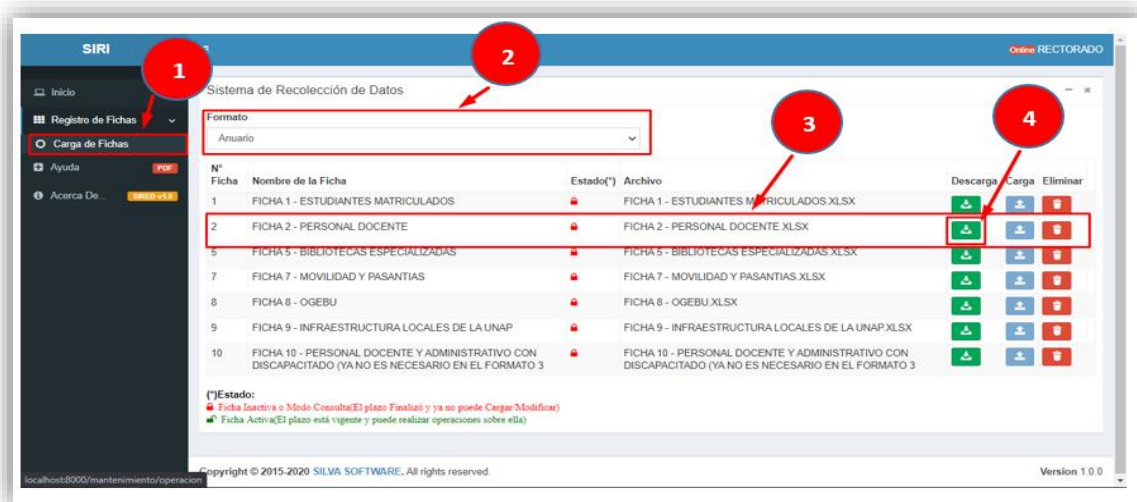 SIRI
Online RECTORADO
1
2
3
4
Inicio
Registro de Fichas
Carga de Fichas
Ayuda PDF
Acerca De... SIRED v1.0
Sistema de Recolección de Datos
Formato
Anuario
N° Ficha Nombre de la Ficha Estado(*) Archivo Descarga Carga Eliminar
1 FICHA 1 - ESTUDIANTES MATRICULADOS FICHA 1 - ESTUDIANTES MATRICULADOS.XLSX
2 FICHA 2 - PERSONAL DOCENTE FICHA 2 - PERSONAL DOCENTE.XLSX
5 FICHA 5 - BIBLIOTECAS ESPECIALIZADAS FICHA 5 - BIBLIOTECAS ESPECIALIZADAS.XLSX
7 FICHA 7 - MOVILIDAD Y PASANTIAS FICHA 7 - MOVILIDAD Y PASANTIAS.XLSX
8 FICHA 8 - OGEBU FICHA 8 - OGEBU.XLSX
9 FICHA 9 - INFRAESTRUCTURA LOCALES DE LA UNAP FICHA 9 - INFRAESTRUCTURA LOCALES DE LA UNAP.XLSX
10 FICHA 10 - PERSONAL DOCENTE Y ADMINISTRATIVO CON FICHA 10 - PERSONAL DOCENTE Y ADMINISTRATIVO CON
DISCAPACITADO (YA NO ES NECESARIO EN EL FORMATO 3 DISCAPACITADO (YA NO ES NECESARIO EN EL FORMATO 3
(*)Estado:
Ficha Inactiva o Modo Consulta(El plazo Finalizó y ya no puede Cargar/Modificar)
Ficha Activa(El plazo está vigente y puede realizar operaciones sobre ella)
Copyright © 2015-2020 SILVA SOFTWARE. All rights reserved.
Version 1.0.0
localhost:8000/mantenimiento/operacion